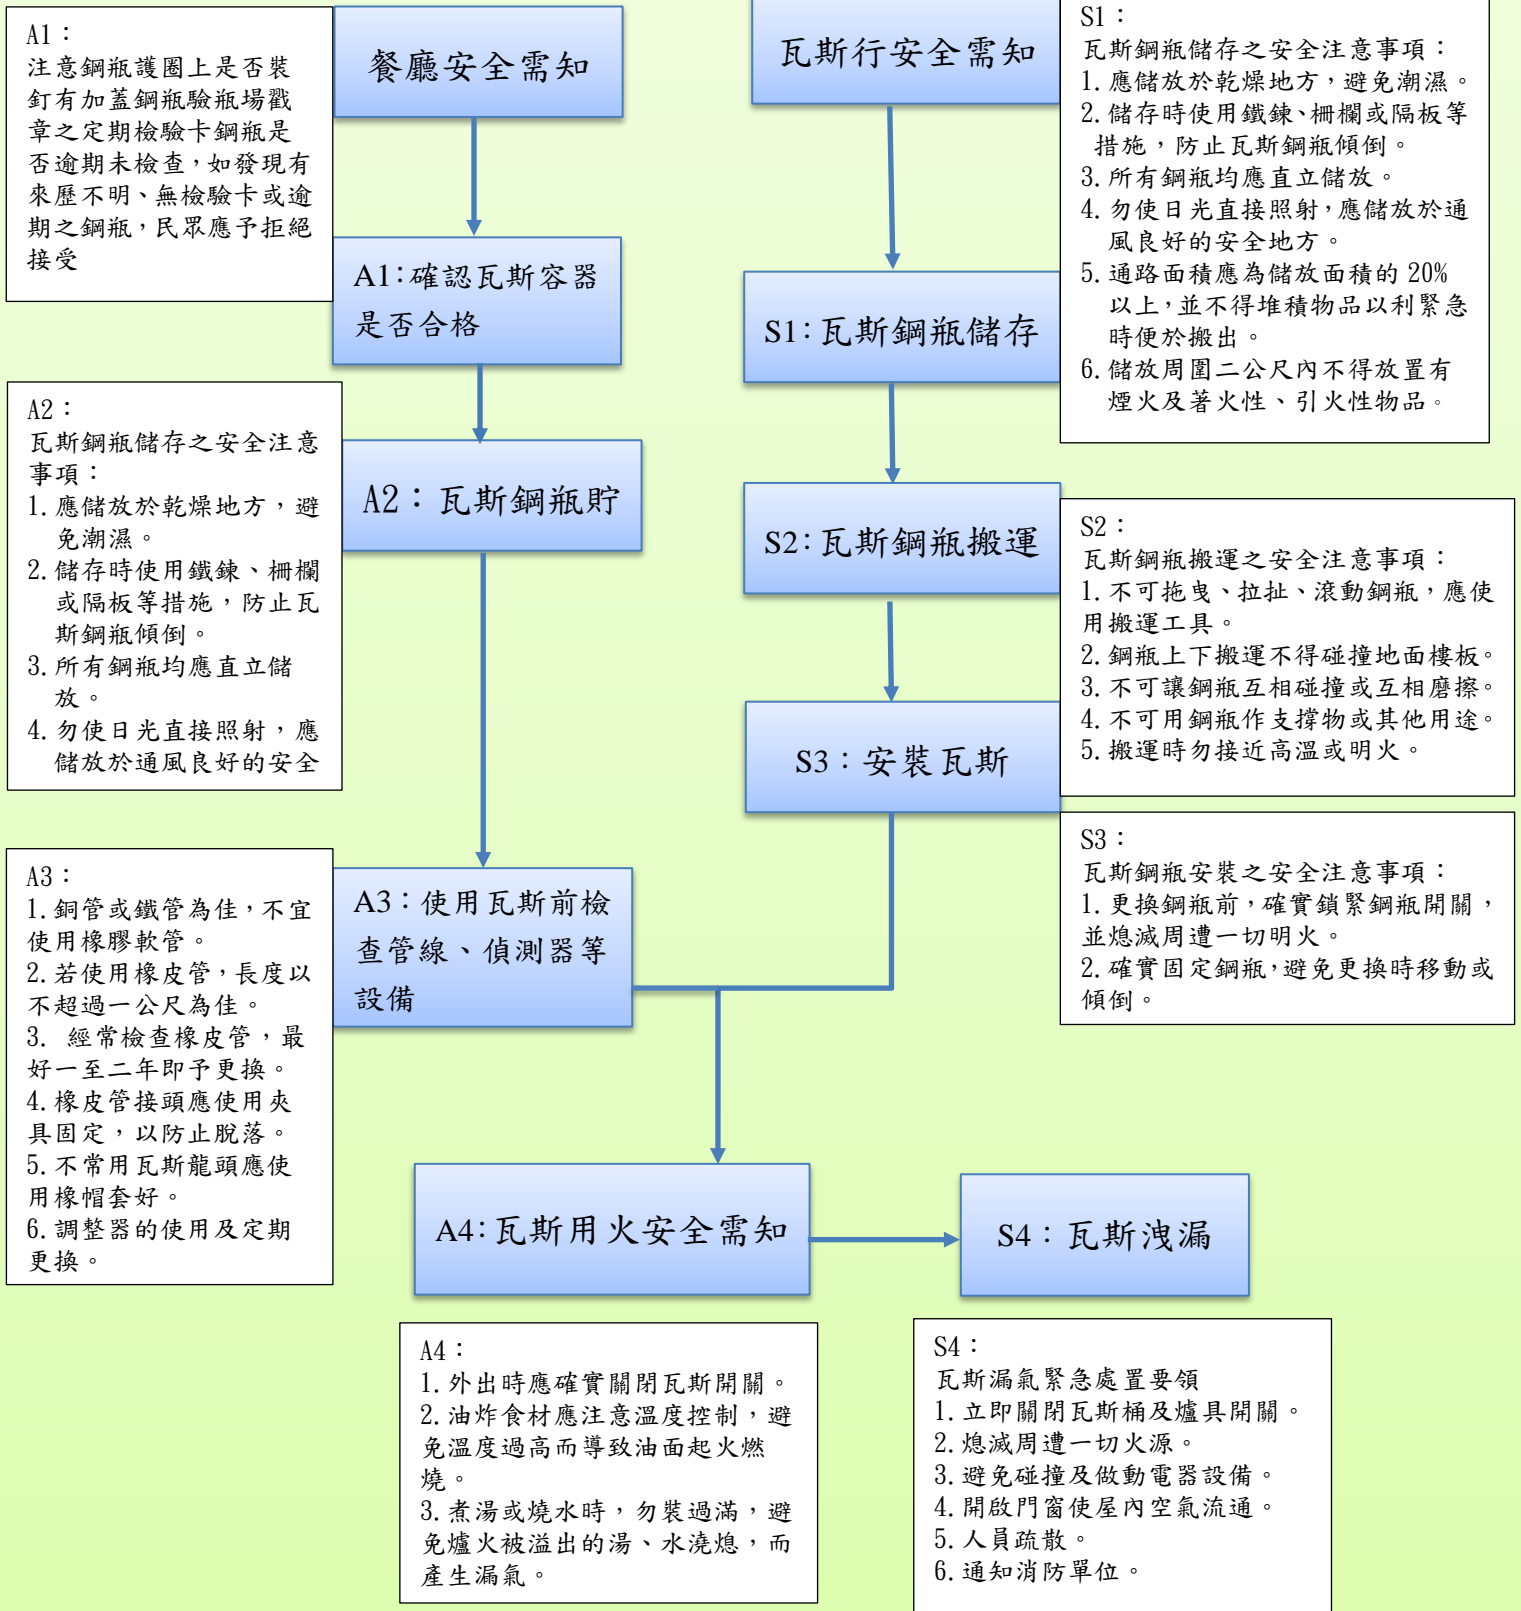 餐廳安全需知
A1：
注意鋼瓶護圈上是否裝
釘有加蓋鋼瓶驗瓶場戳
章之定期檢驗卡鋼瓶是
否逾期未檢查，如發現有
來歷不明、無檢驗卡或逾
期之鋼瓶，民眾應予拒絕
接受
A1:確認瓦斯容器
是否合格
A2：
瓦斯鋼瓶儲存之安全注意
事項：
1.應儲放於乾燥地方，避
免潮濕。
2.儲存時使用鐵鍊、柵欄
或隔板等措施，防止瓦
斯鋼瓶傾倒。
3.所有鋼瓶均應直立儲
放。
4.勿使日光直接照射，應
儲放於通風良好的安全
A2：瓦斯鋼瓶貯
A3：
1.銅管或鐵管為佳，不宜
使用橡膠軟管。
2.若使用橡皮管，長度以
不超過一公尺為佳。
3. 經常檢查橡皮管，最
好一至二年即予更換。
4.橡皮管接頭應使用夾
具固定，以防止脫落。
5.不常用瓦斯龍頭應使
用橡帽套好。
6.調整器的使用及定期
更換。
A3：使用瓦斯前檢
查管線、偵測器等
設備
瓦斯行安全需知
S1：
瓦斯鋼瓶儲存之安全注意事項：
1.應儲放於乾燥地方，避免潮濕。
2.儲存時使用鐵鍊、柵欄或隔板等
措施，防止瓦斯鋼瓶傾倒。
3.所有鋼瓶均應直立儲放。
4.勿使日光直接照射，應儲放於通
風良好的安全地方。
5.通路面積應為儲放面積的 20%
以上，並不得堆積物品以利緊急
時便於搬出。
6.儲放周圍二公尺內不得放置有
煙火及著火性、引火性物品。
S1:瓦斯鋼瓶儲存
S2:瓦斯鋼瓶搬運
S2：
瓦斯鋼瓶搬運之安全注意事項：
1.不可拖曳、拉扯、滾動鋼瓶，應使
用搬運工具。
2.鋼瓶上下搬運不得碰撞地面樓板。
3.不可讓鋼瓶互相碰撞或互相磨擦。
4.不可用鋼瓶作支撐物或其他用途。
5.搬運時勿接近高溫或明火。
S3：安裝瓦斯
S3：
瓦斯鋼瓶安裝之安全注意事項：
1.更換鋼瓶前，確實鎖緊鋼瓶開關，
並熄滅周遭一切明火。
2.確實固定鋼瓶，避免更換時移動或
傾倒。
A4:瓦斯用火安全需知
S4：瓦斯洩漏
A4：
1.外出時應確實關閉瓦斯開關。
2.油炸食材應注意溫度控制，避
免溫度過高而導致油面起火燃
燒。
3.煮湯或燒水時，勿裝過滿，避
免爐火被溢出的湯、水澆熄，而
產生漏氣。
S4：
瓦斯漏氣緊急處置要領
1.立即關閉瓦斯桶及爐具開關。
2.熄滅周遭一切火源。
3.避免碰撞及做動電器設備。
4.開啟門窗使屋內空氣流通。
5.人員疏散。
6.通知消防單位。